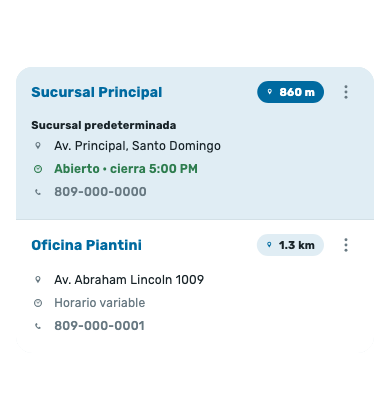 Sucursal Principal
860 m
Sucursal predeterminada
Av. Principal, Santo Domingo
Abierto • cierra 5:00 PM
809-000-0000
Oficina Piantini
1.3 km
Av. Abraham Lincoln 1009
Horario variable
809-000-0001